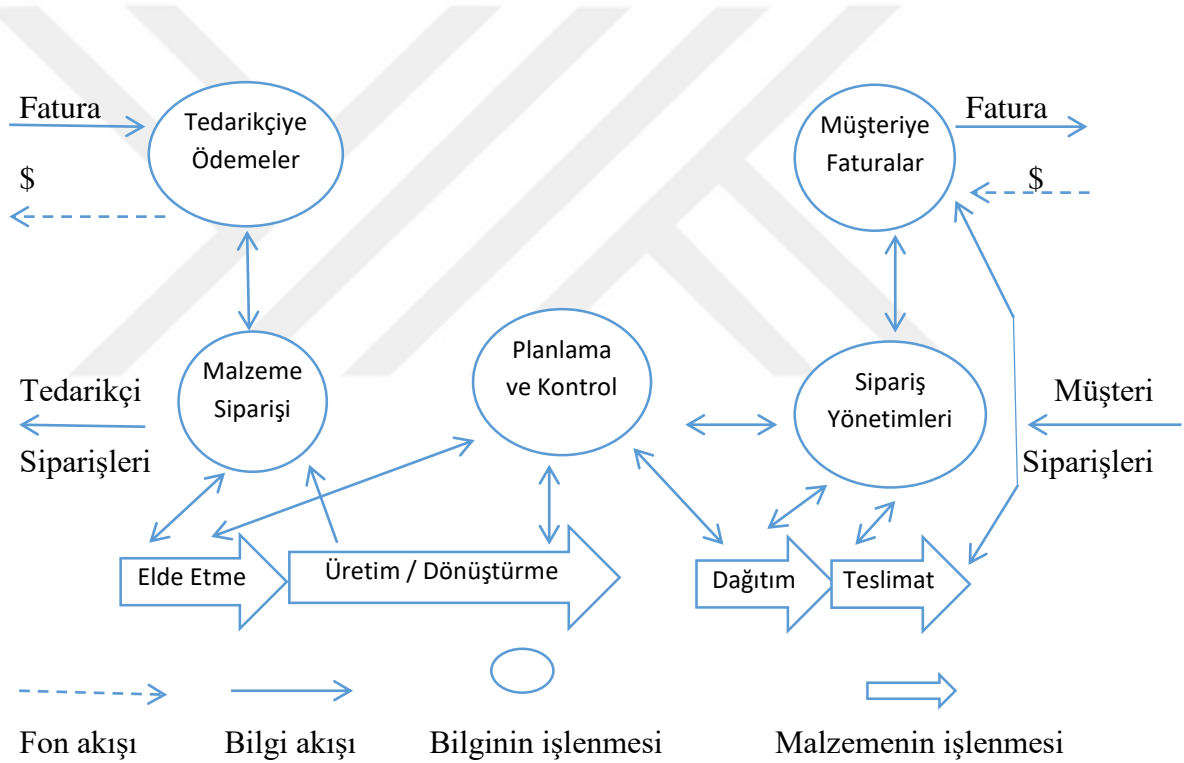 Fatura
$
Tedarikçiye
Ödemeler
Müşteriye
Faturalar
Fatura
$
Tedarikçi
Siparişleri
Malzeme
Siparişi
Planlama
ve Kontrol
Sipariş
Yönetimleri
Müşteri
Siparişleri
Elde Etme
Üretim / Dönüştürme
Dağıtım
Teslimat
Fon akışı
Bilgi akışı
Bilginin işlenmesi
Malzemenin işlenmesi